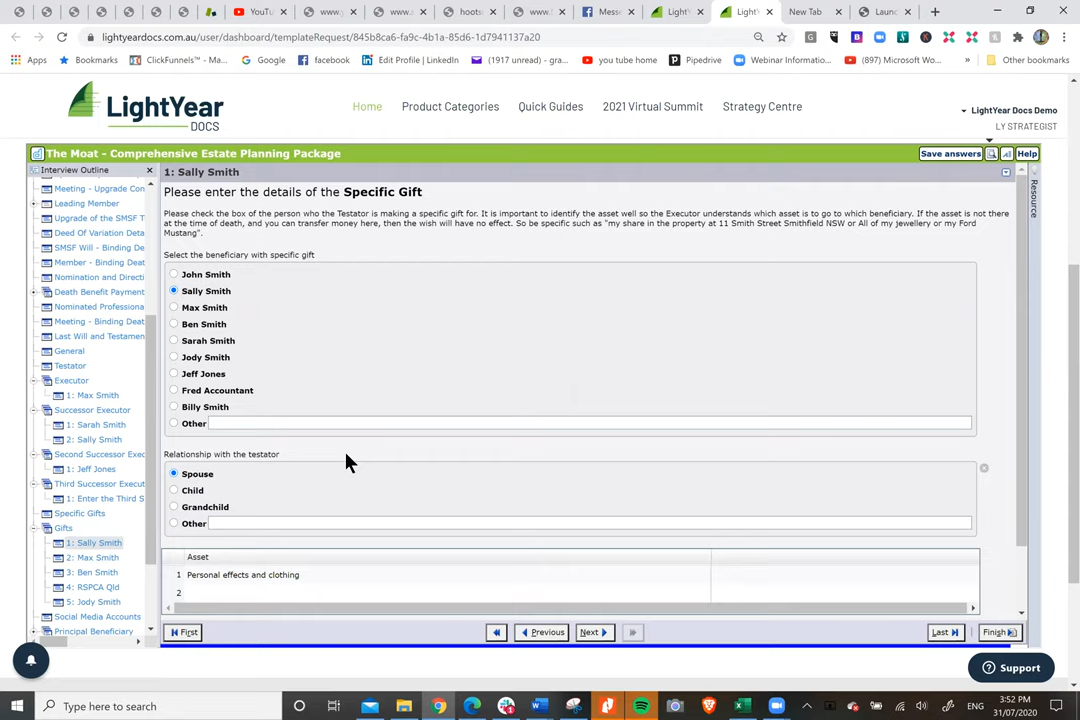 YouTu
www.y
www.s
hoots
www.t
Messe
LightY
LightY
New Tab
Launc
lightyeardocs.com.au/user/dashboard/templateRequest/845b8ca6-fa9c-4b1a-85d6-1d7941137a20
Apps
Bookmarks
ClickFunnels™ - Ma...
Google
facebook
Edit Profile | LinkedIn
(1917 unread) - gra...
you tube home
Pipedrive
Webinar Informatio...
(897) Microsoft Wo...
»
Other bookmarks
LightYear
DOCS
Home
Product Categories
Quick Guides
2021 Virtual Summit
Strategy Centre
LightYear Docs Demo
LY STRATEGIST
The Moat - Comprehensive Estate Planning Package
Save answers
Help
Interview Outline
Meeting - Upgrade Con
Leading Member
Upgrade of the SMSF T
Deed Of Variation Deta
SMSF Will - Binding De
Member - Binding Deat
Nomination and Directi
Death Benefit Payment
Nominated Professiona
Meeting - Binding Deat
Last Will and Testamen
General
Testator
Executor
1: Max Smith
Successor Executor
1: Sarah Smith
2: Sally Smith
Second Successor Exec
1: Jeff Jones
Third Successor Execut
1: Enter the Third S
Specific Gifts
Gifts
1: Sally Smith
2: Max Smith
3: Ben Smith
4: RSPCA Qld
5: Jody Smith
Social Media Accounts
Principal Beneficiary
1: Sally Smith
Please enter the details of the Specific Gift
Please check the box of the person who the Testator is making a specific gift for. It is important to identify the asset well so the Executor understands which asset is to go to which beneficiary. If the asset is not there
at the time of death, and you can transfer money here, then the wish will have no effect. So be specific such as "my share in the property at 11 Smith Street Smithfield NSW or All of my jewellery or my Ford
Mustang".
Select the beneficiary with specific gift
John Smith
Sally Smith
Max Smith
Ben Smith
Sarah Smith
Jody Smith
Jeff Jones
Fred Accountant
Billy Smith
Other
Relationship with the testator
Spouse
Child
Grandchild
Other
Asset
1 Personal effects and clothing
2
Resource
First
Previous
Next
Last
Finish
Support
Type here to search
ENG
3:52 PM
31/07/2020